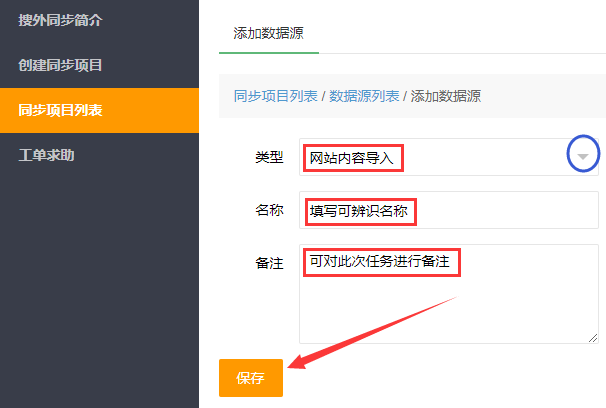 搜外同步简介
创建同步项目
同步项目列表
工单求助
添加数据源
同步项目列表 / 数据源列表 / 添加数据源
类型 网站内容导入
名称 填写可辨识名称
备注 可对此次任务进行备注
保存